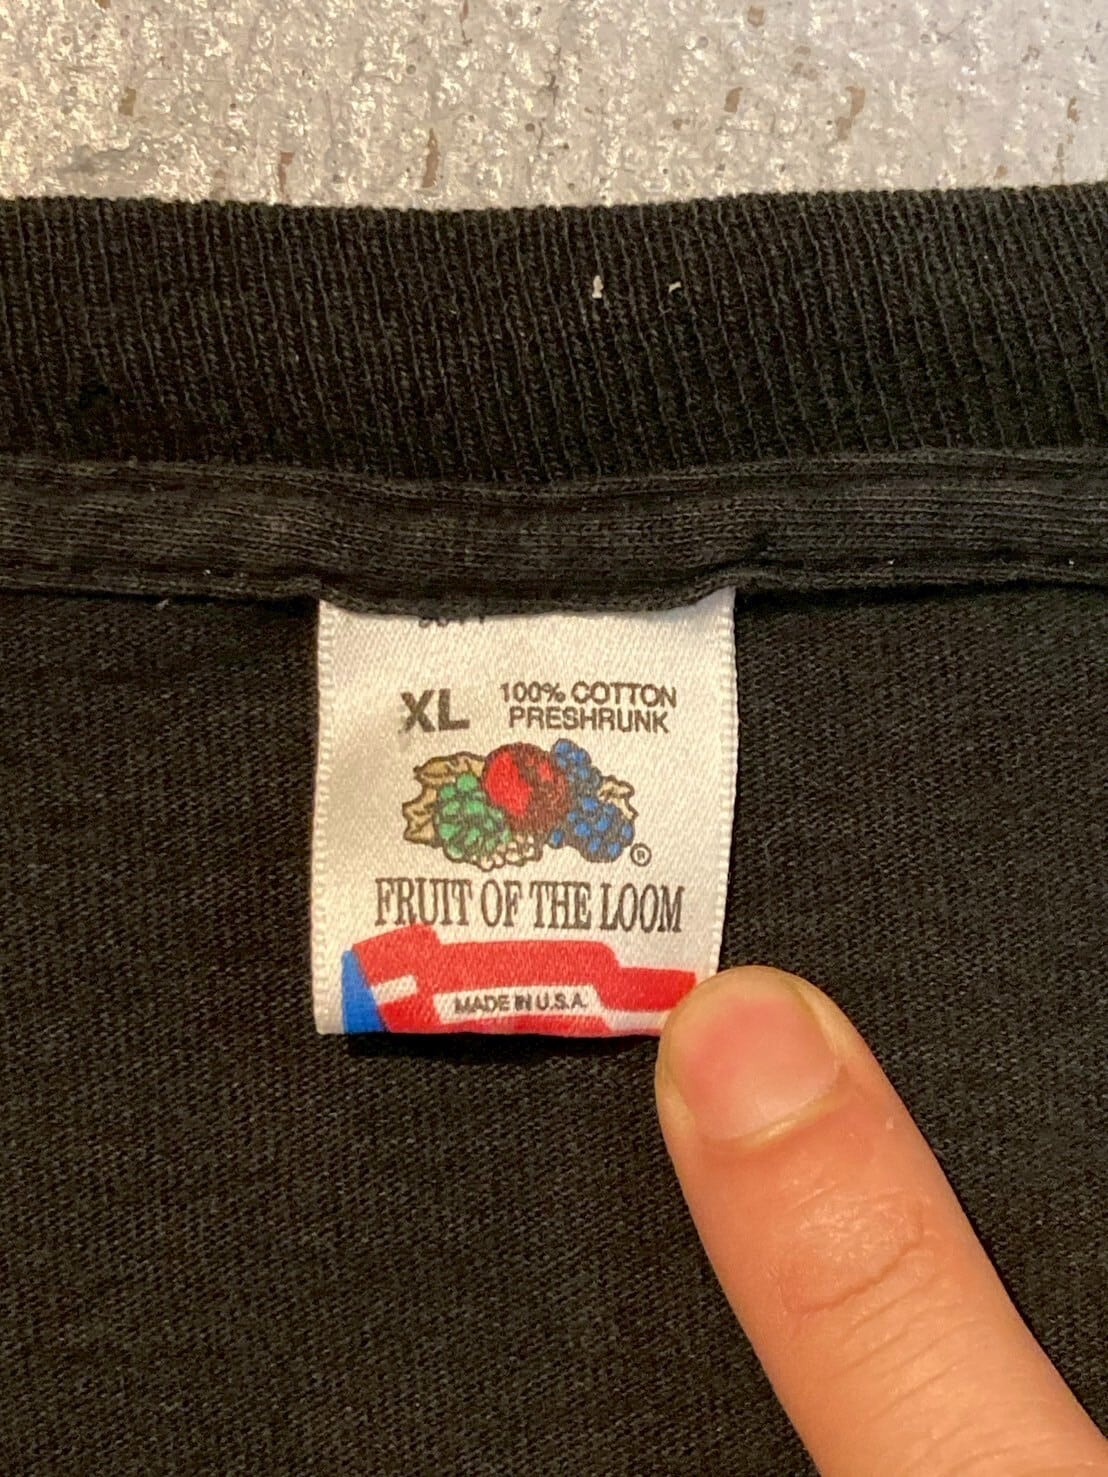 XL
100% COTTON
PRESHRUNK
®
FRUIT OF THE LOOM
MADE IN U.S.A.